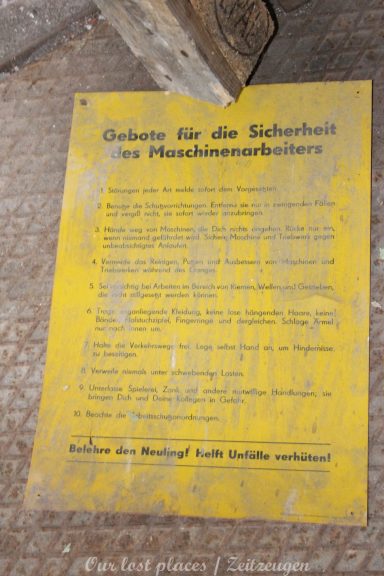 EPAL
Gebote für die Sicherheit
des Maschinenarbeiters
1. Störungen jeder Art melde sofort dem Vorgesetzten.
2. Benutze die Schutzvorrichtungen. Entferne sie nur in zwingenden Fällen
und vergiß nicht, sie sofort wieder anzubringen.
3. Hände weg von Maschinen, die Dich nichts angehen. Rücke nur ein,
wenn niemand gefährdet wird. Sichere Maschine und Triebwerk gegen
unbeabsichtigtes Anlaufen.
4. Vermeide das Reinigen, Putzen und Ausbessern von Maschinen und
Triebwerken während des Ganges.
5. Sei vorsichtig bei Arbeiten im Bereich von Riemen, Wellen und Getrieben,
die nicht stillgesetzt werden können.
6. Trage enganliegende Kleidung, keine lose hängenden Haare, keine
Bänder, Halstuchzipfel, Fingerringe und dergleichen. Schlage Ärmel
nur nach innen um.
7. Halte die Verkehrswege frei. Lege selbst Hand an, um Hindernisse
zu beseitigen.
8. Verweile niemals unter schwebenden Lasten.
9. Unterlasse Spielerei, Zank und andere mutwillige Handlungen, sie
bringen Dich und Deine Kollegen in Gefahr.
10. Beachte die Arbeitsschutzanordnungen.
Belehre den Neuling! Helft Unfälle verhüten!
Our lost places | Zeitzeugen